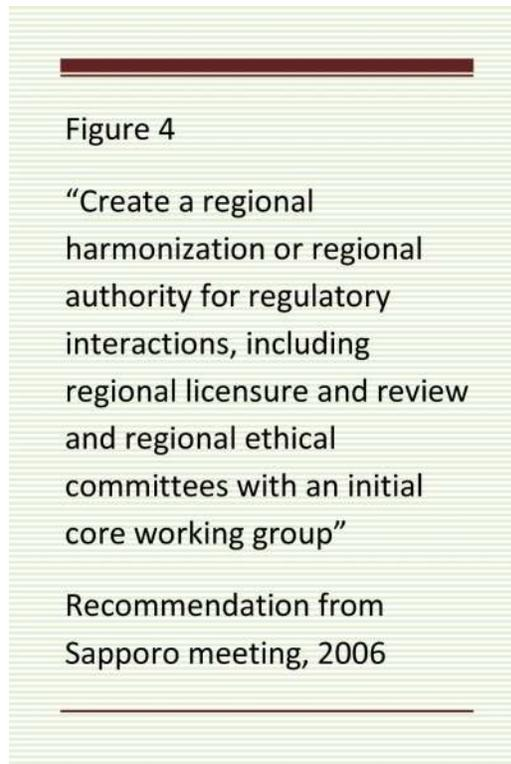 Figure 4
“Create a regional
harmonization or regional
authority for regulatory
interactions, including
regional licensure and review
and regional ethical
committees with an initial
core working group”
Recommendation from
Sapporo meeting, 2006